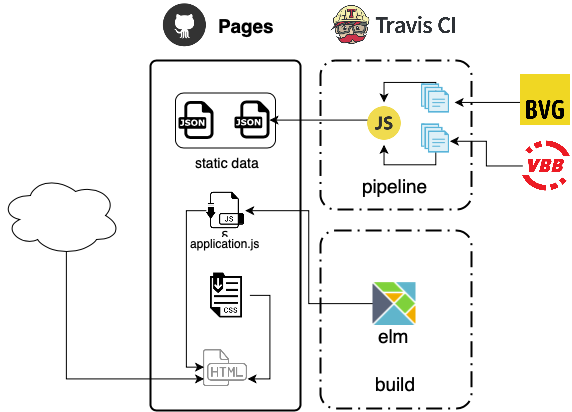 Pages
Travis CI
JSON
JSON
static data
JS
pipeline
BVG
VBB
JS
S
application.js
CSS
HTML
elm
build